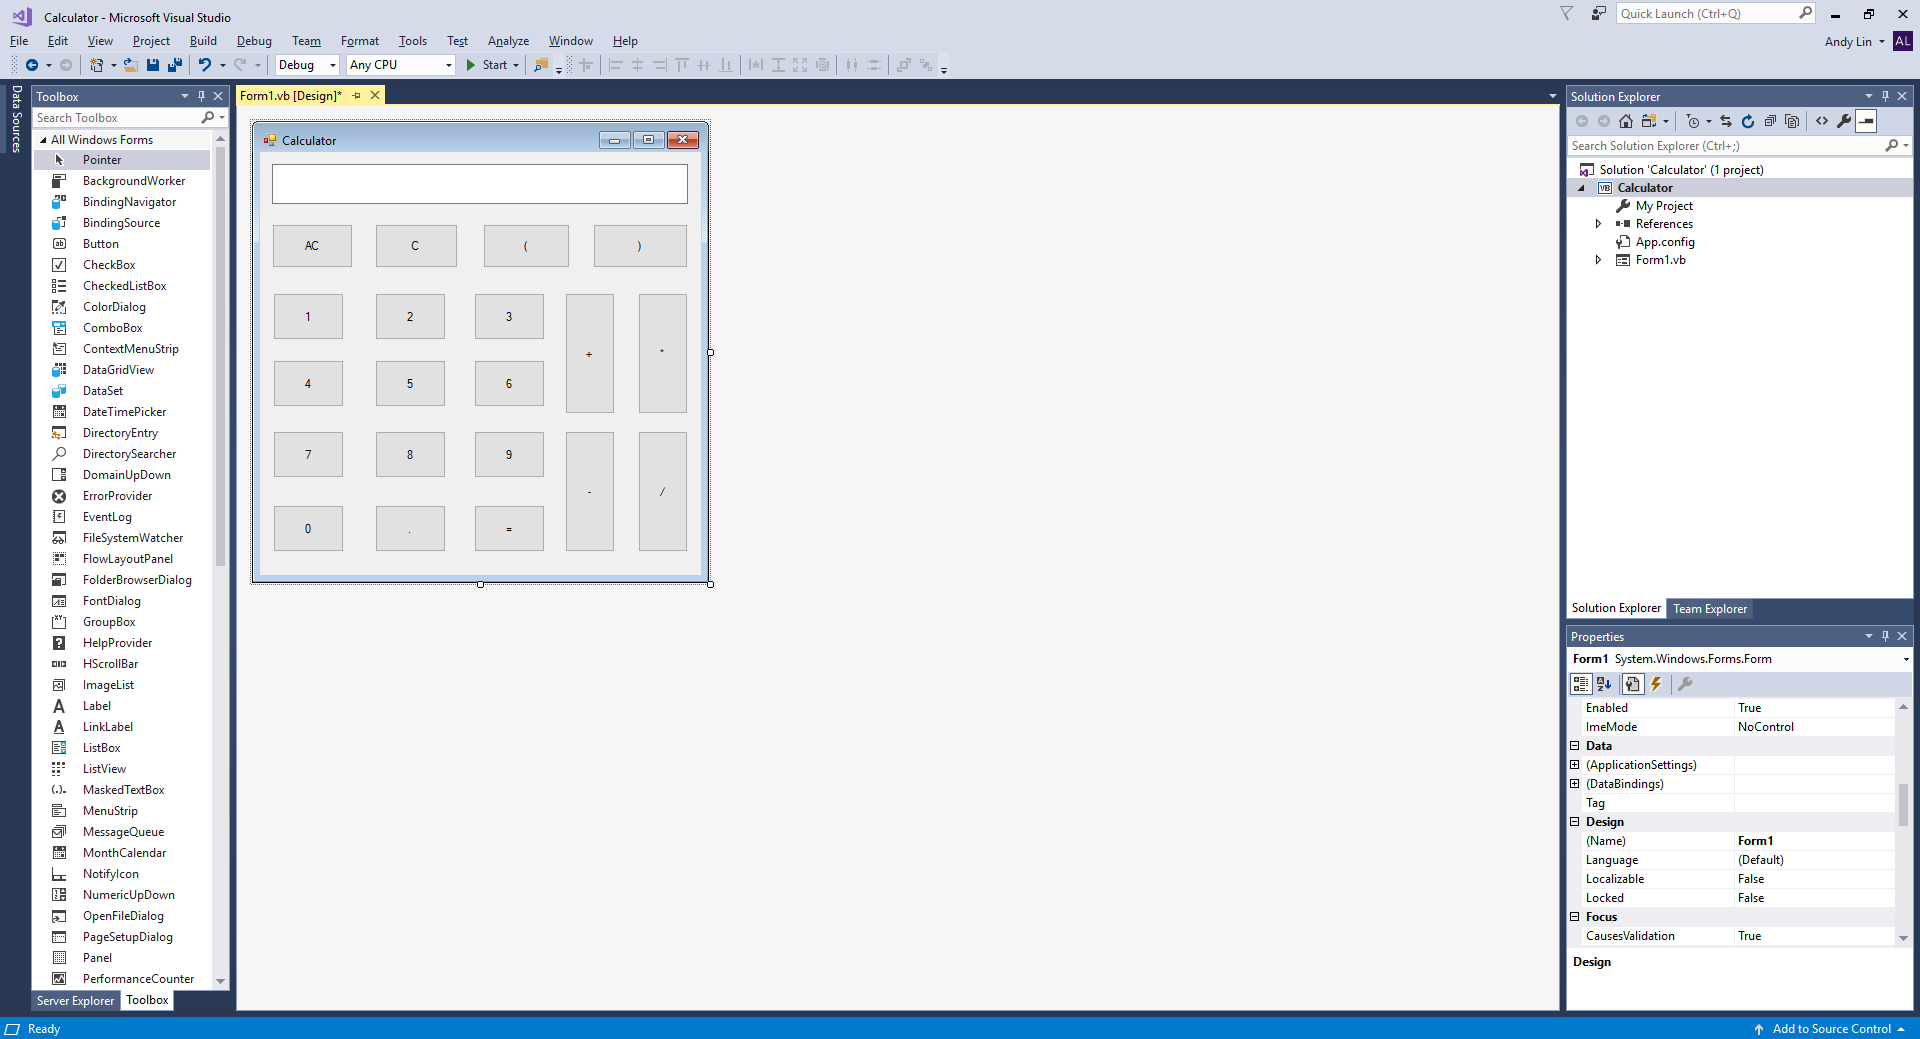 Calculator - Microsoft Visual Studio
Quick Launch (Ctrl+Q)
File Edit View Project Build Debug Team Format Tools Test Analyze Window Help
Andy Lin AL
Debug Any CPU Start
Data Sources
Toolbox
Search Toolbox
All Windows Forms
Pointer
BackgroundWorker
BindingNavigator
BindingSource
Button
CheckBox
CheckedListBox
ColorDialog
ComboBox
ContextMenuStrip
DataGridView
DataSet
DateTimePicker
DirectoryEntry
DirectorySearcher
DomainUpDown
ErrorProvider
EventLog
FileSystemWatcher
FlowLayoutPanel
FolderBrowserDialog
FontDialog
GroupBox
HelpProvider
HScrollBar
ImageList
Label
LinkLabel
ListBox
ListView
MaskedTextBox
MenuStrip
MessageQueue
MonthCalendar
NotifyIcon
NumericUpDown
OpenFileDialog
PageSetupDialog
Panel
PerformanceCounter
Server Explorer Toolbox
Form1.vb [Design]*
Calculator
AC C ( )
1 2 3
+ *
4 5 6
7 8 9
- /
0 . =
Solution Explorer
Search Solution Explorer (Ctrl+;)
Solution 'Calculator' (1 project)
VB Calculator
My Project
References
App.config
Form1.vb
Solution Explorer Team Explorer
Properties
Form1 System.Windows.Forms.Form
Enabled True
ImeMode NoControl
Data
(ApplicationSettings)
(DataBindings)
Tag
Design
(Name) Form1
Language (Default)
Localizable False
Locked False
Focus
CausesValidation True
Design
Ready
Add to Source Control